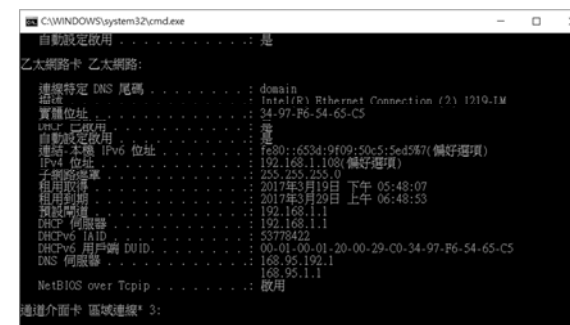 C:\WINDOWS\system32\cmd.exe
自動設定啟用 . . . . . . . . . . . .: 是
乙太網路卡 乙太網路:
連線特定 DNS 尾碼 . . . . . . . . . : domain
描述 . . . . . . . . . . . . . . . .: Intel(R) Ethernet Connection (2) I219-LM
實體位址 . . . . . . . . . . . . . .: 34-97-F6-54-65-C5
DHCP 已啟用 . . . . . . . . . . . . : 是
自動設定啟用 . . . . . . . . . . . .: 是
連結-本機 IPv6 位址 . . . . . . . . : fe80::653d:9f09:50c5:5ed5%7(偏好選項)
IPv4 位址 . . . . . . . . . . . . . : 192.168.1.108(偏好選項)
子網路遮罩 . . . . . . . . . . . . .: 255.255.255.0
租用取得 . . . . . . . . . . . . . .: 2017年3月19日 下午 05:48:07
租用到期 . . . . . . . . . . . . . .: 2017年3月29日 上午 06:48:53
預設閘道 . . . . . . . . . . . . . .: 192.168.1.1
DHCP 伺服器 . . . . . . . . . . . . : 192.168.1.1
DHCPv6 IAID . . . . . . . . . . . . : 53778422
DHCPv6 用戶端 DUID. . . . . . . . . : 00-01-00-01-20-00-29-C0-34-97-F6-54-65-C5
DNS 伺服器 . . . . . . . . . . . . .: 168.95.192.1
168.95.1.1
NetBIOS over Tcpip . . . . . . . . .: 啟用
通道介面卡 區域連線* 3: